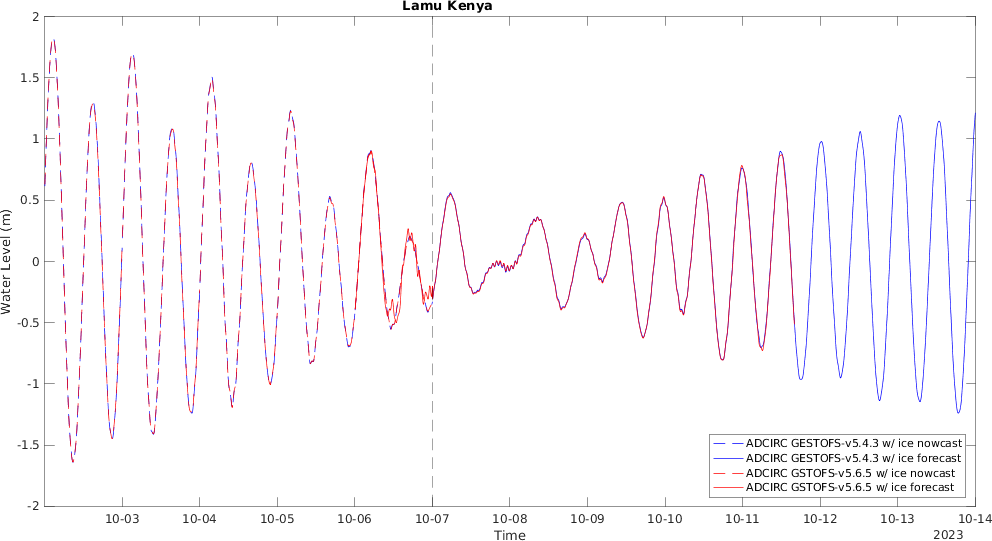 Lamu Kenya
2
1.5
1
0.5
0
-0.5
-1
-1.5
-2
Water Level (m)
10-03 10-04 10-05 10-06 10-07 10-08 10-09 10-10 10-11 10-12 10-13 10-14
Time
2023
ADCIRC GESTOFS-v5.4.3 w/ ice nowcast
ADCIRC GESTOFS-v5.4.3 w/ ice forecast
ADCIRC GSTOFS-v5.6.5 w/ ice nowcast
ADCIRC GSTOFS-v5.6.5 w/ ice forecast